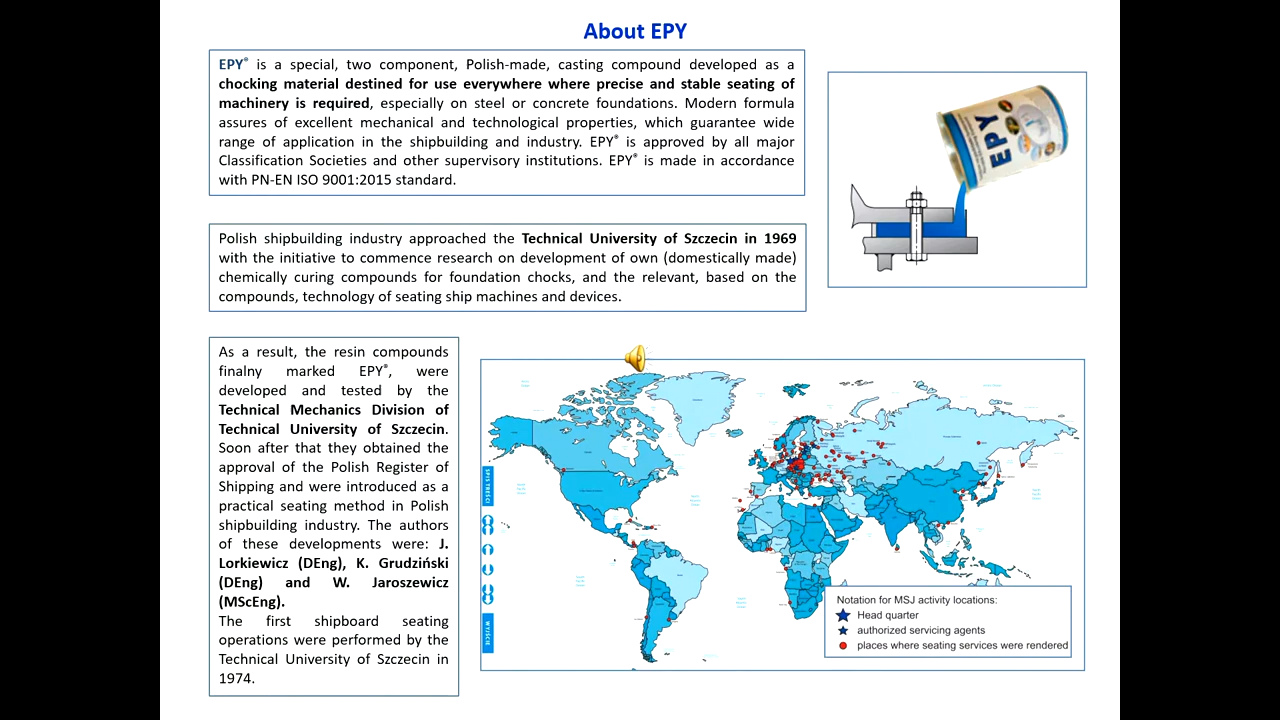 About EPY
EPY® is a special, two component, Polish-made, casting compound developed as a
chocking material destined for use everywhere where precise and stable seating of
machinery is required, especially on steel or concrete foundations. Modern formula
assures of excellent mechanical and technological properties, which guarantee wide
range of application in the shipbuilding and industry. EPY® is approved by all major
Classification Societies and other supervisory institutions. EPY® is made in accordance
with PN-EN ISO 9001:2015 standard.
EPY
Polish shipbuilding industry approached the Technical University of Szczecin in 1969
with the initiative to commence research on development of own (domestically made)
chemically curing compounds for foundation chocks, and the relevant, based on the
compounds, technology of seating ship machines and devices.
As a result, the resin compounds
finalny marked EPY®, were
developed and tested by the
Technical Mechanics Division of
Technical University of Szczecin.
Soon after that they obtained the
approval of the Polish Register of
Shipping and were introduced as a
practical seating method in Polish
shipbuilding industry. The authors
of these developments were: J.
Lorkiewicz (DEng), K. Grudziński
(DEng) and W. Jaroszewicz
(MScEng).
The first shipboard seating
operations were performed by the
Technical University of Szczecin in
1974.
SPIS TREŚCI
WYJŚCIE
Notation for MSJ activity locations:
Head quarter
authorized servicing agents
places where seating services were rendered